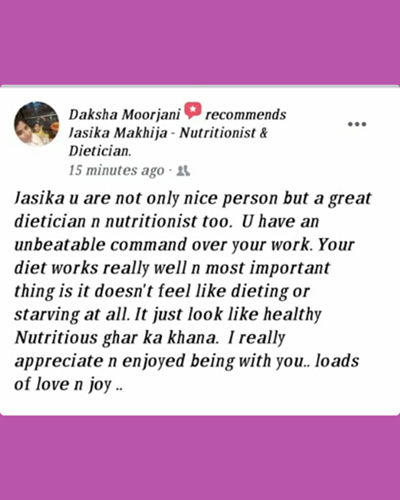 Daksha Moorjani recommends
Jasika Makhija - Nutritionist &
Dietician.
15 minutes ago ·
Jasika u are not only nice person but a great
dietician n nutritionist too. U have an
unbeatable command over your work. Your
diet works really well n most important
thing is it doesn't feel like dieting or
starving at all. It just look like healthy
Nutritious ghar ka khana. I really
appreciate n enjoyed being with you.. loads
of love n joy ..